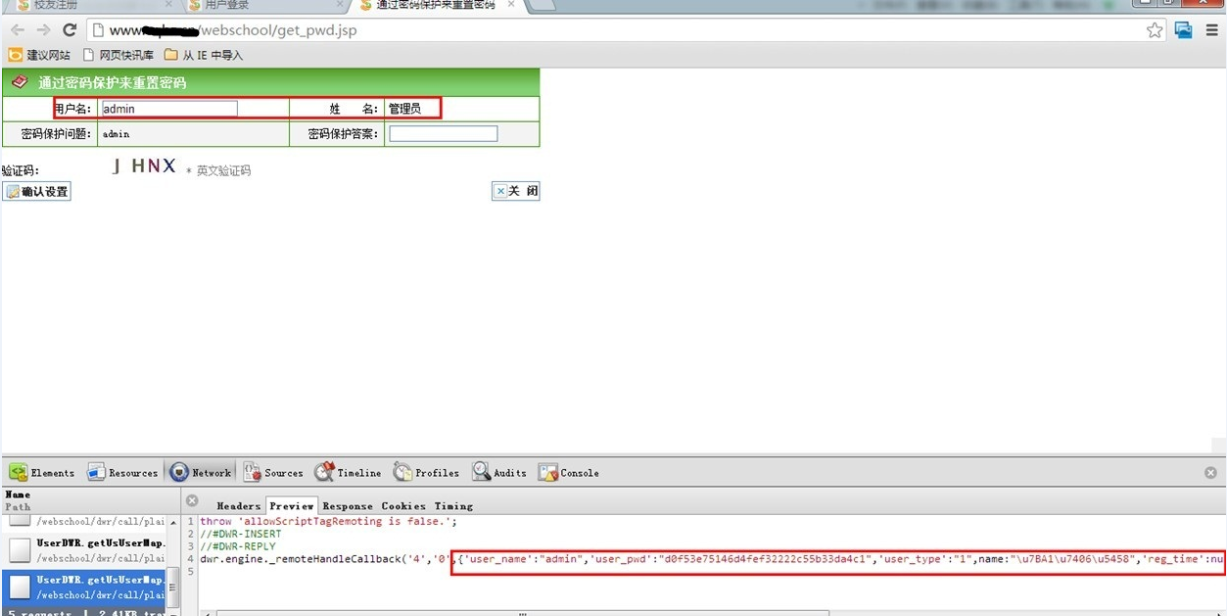 校友注册 × 用户登录 × 通过密码保护来重置密码 ×
www. /webschool/get_pwd.jsp
建议网站 网页快讯库 从 IE 中导入
通过密码保护来重置密码
用户名: admin 姓 名: 管理员
密码保护问题: admin 密码保护答案:
验证码: J HNX * 英文验证码
确认设置 关 闭
Elements Resources Network Sources Timeline Profiles Audits Console
Name
Path
Headers Preview Response Cookies Timing
/webschool/dwr/call/plai
UserDWR.getUsUserMap.
/webschool/dwr/call/plai
UserDWR.getUsUserMap.
/webschool/dwr/call/plai
1 throw 'allowScriptTagRemoting is false.';
2 //#DWR-INSERT
3 //#DWR-REPLY
4 dwr.engine._remoteHandleCallback('4','0',{'user_name':"admin",'user_pwd':"d0f53e75146d4fef32222c55b33da4c1",'user_type':"1",name:"\u7BA1\u7406\u5458",'reg_time':nu
5
5 requests | 2.41KB tra